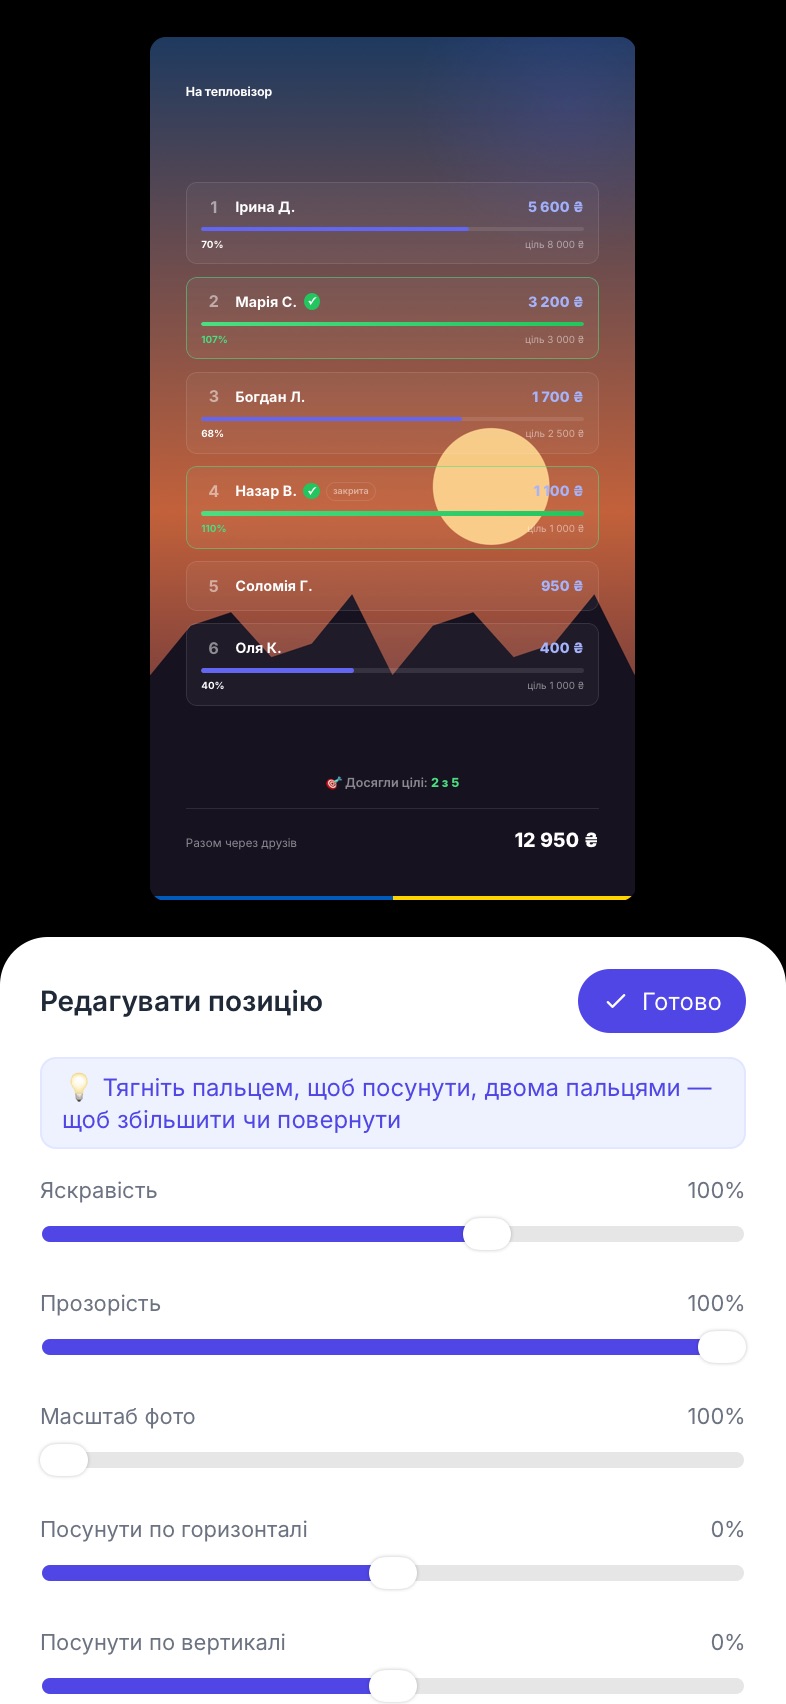 На тепловізор
1 Ірина Д. 5 600 ₴
70% ціль 8 000 ₴
2 Марія С. ✓ 3 200 ₴
107% ціль 3 000 ₴
3 Богдан Л. 1 700 ₴
68% ціль 2 500 ₴
4 Назар В. ✓ закрита 1 100 ₴
110% ціль 1 000 ₴
5 Соломія Г. 950 ₴
6 Оля К. 400 ₴
40% ціль 1 000 ₴
🎯 Досягли цілі: 2 з 5
Разом через друзів 12 950 ₴
Редагувати позицію
✓ Готово
💡 Тягніть пальцем, щоб посунути, двома пальцями —
щоб збільшити чи повернути
Яскравість 100%
Прозорість 100%
Масштаб фото 100%
Посунути по горизонталі 0%
Посунути по вертикалі 0%